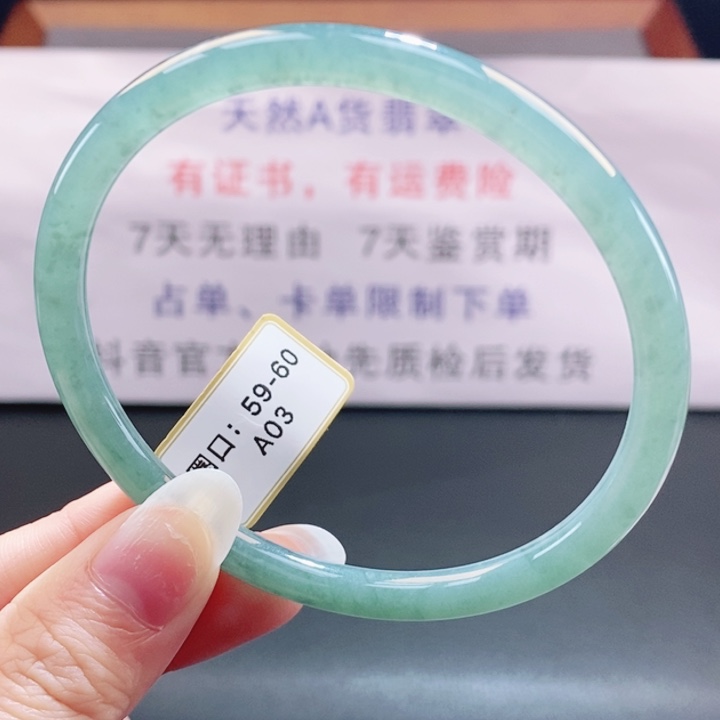 天然A货翡翠
有证书，有运费险
7天无理由 7天鉴赏期
占单、卡单限制下单
抖音官方 先质检后发货
圈口：59-60
A03